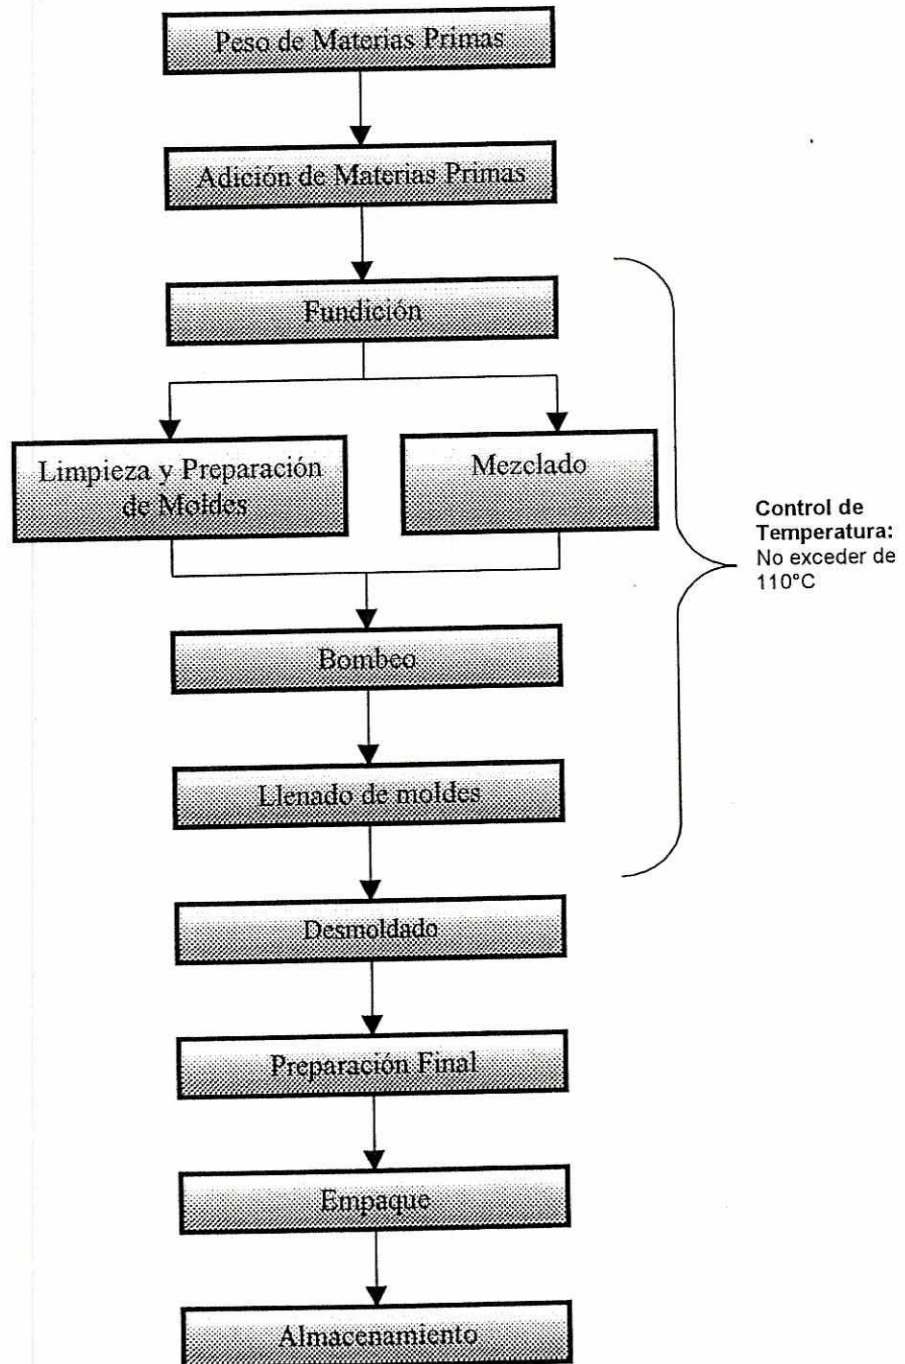 Peso de Materias Primas
Adición de Materias Primas
Fundición
Limpieza y Preparación
de Moldes
Mezclado
Control de
Temperatura:
No exceder de
110°C
Bombeo
Llenado de moldes
Desmoldado
Preparación Final
Empaque
Almacenamiento